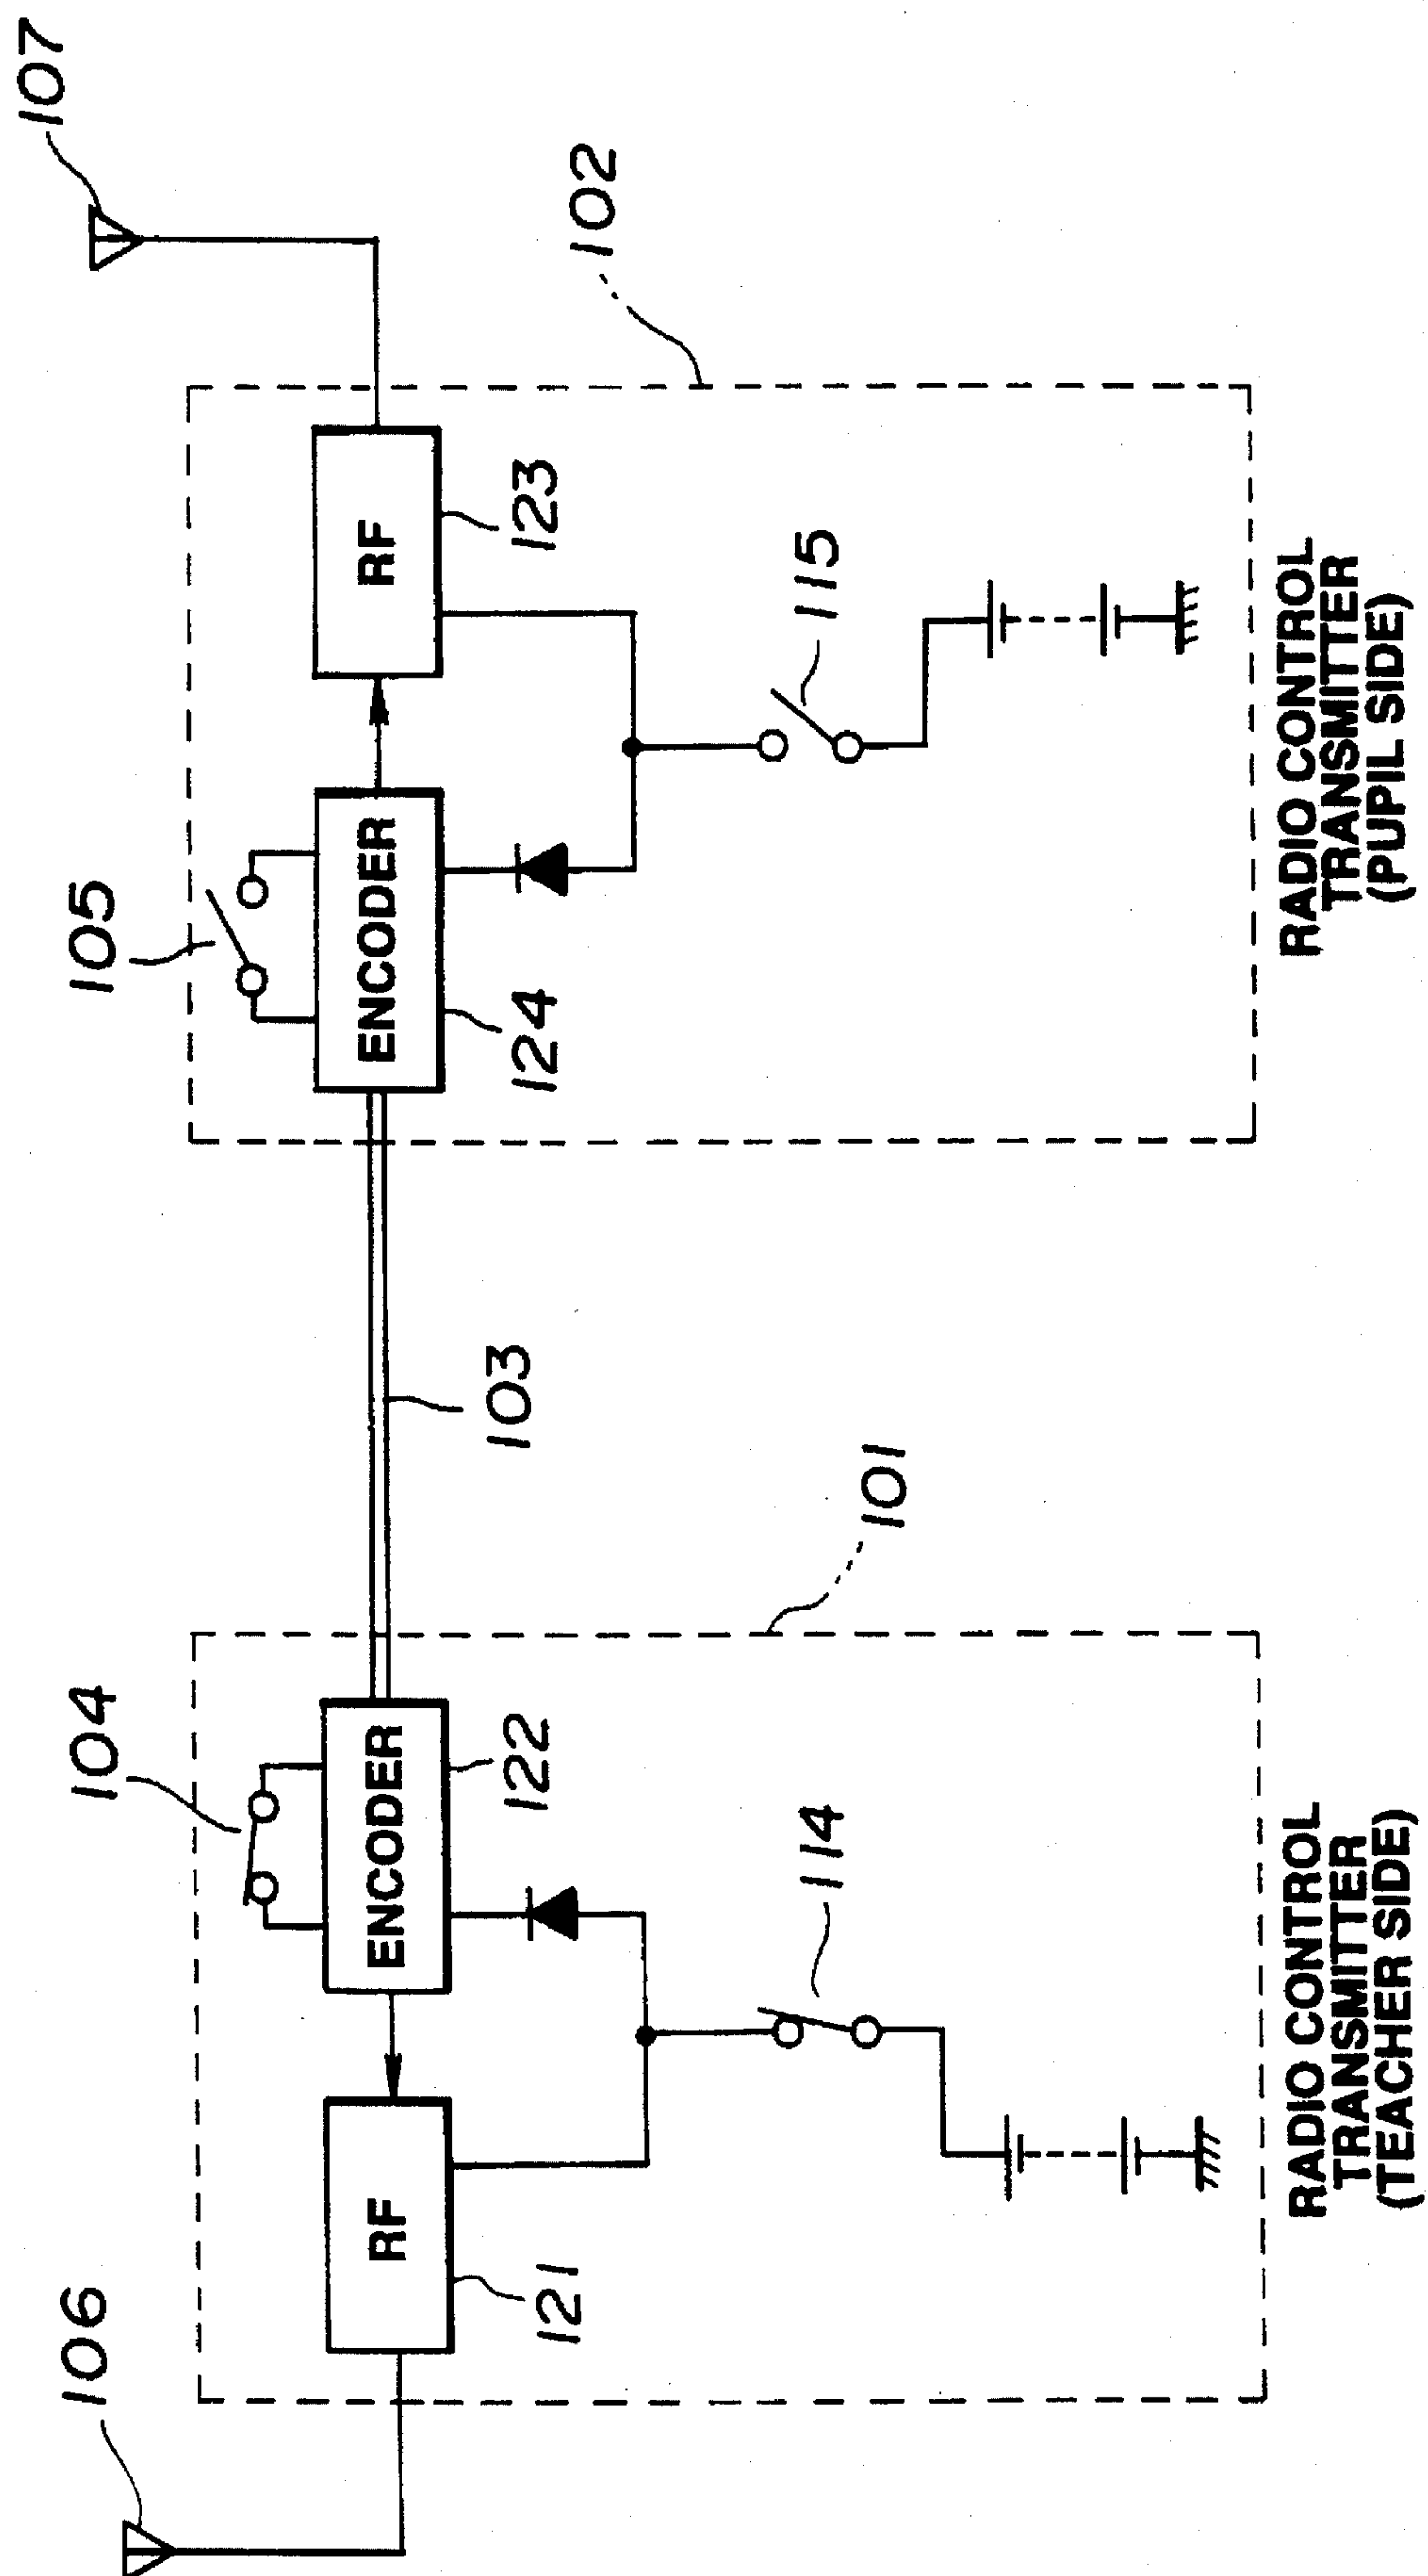 106
104
105
107
RF
ENCODER
ENCODER
RF
121
122
103
124
123
114
101
115
102
RADIO CONTROL
TRANSMITTER
(TEACHER SIDE)
RADIO CONTROL
TRANSMITTER
(PUPIL SIDE)